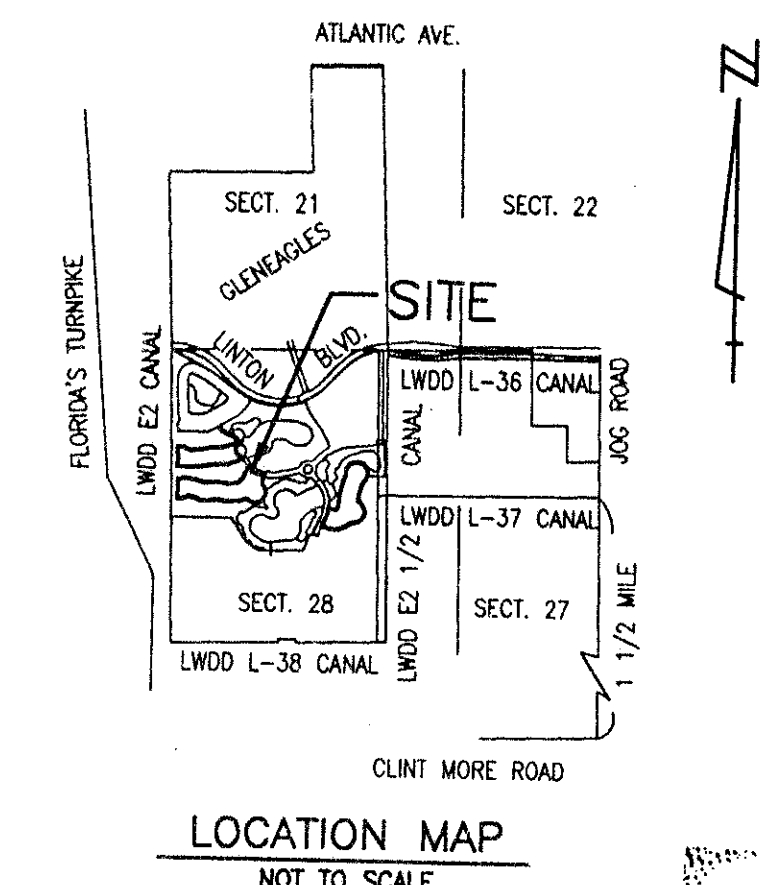 ATLANTIC AVE.
N
SECT. 21
SECT. 22
GLENEAGLES
SITE
FLORIDA'S TURNPIKE
LWDD E2 CANAL
LINTON BLVD.
LWDD L-36 CANAL
CANAL
JOG ROAD
LWDD L-37 CANAL
LWDD E2 1/2
SECT. 28
SECT. 27
1 1/2 MILE
LWDD L-38 CANAL
CLINT MORE ROAD
LOCATION MAP
NOT TO SCALE